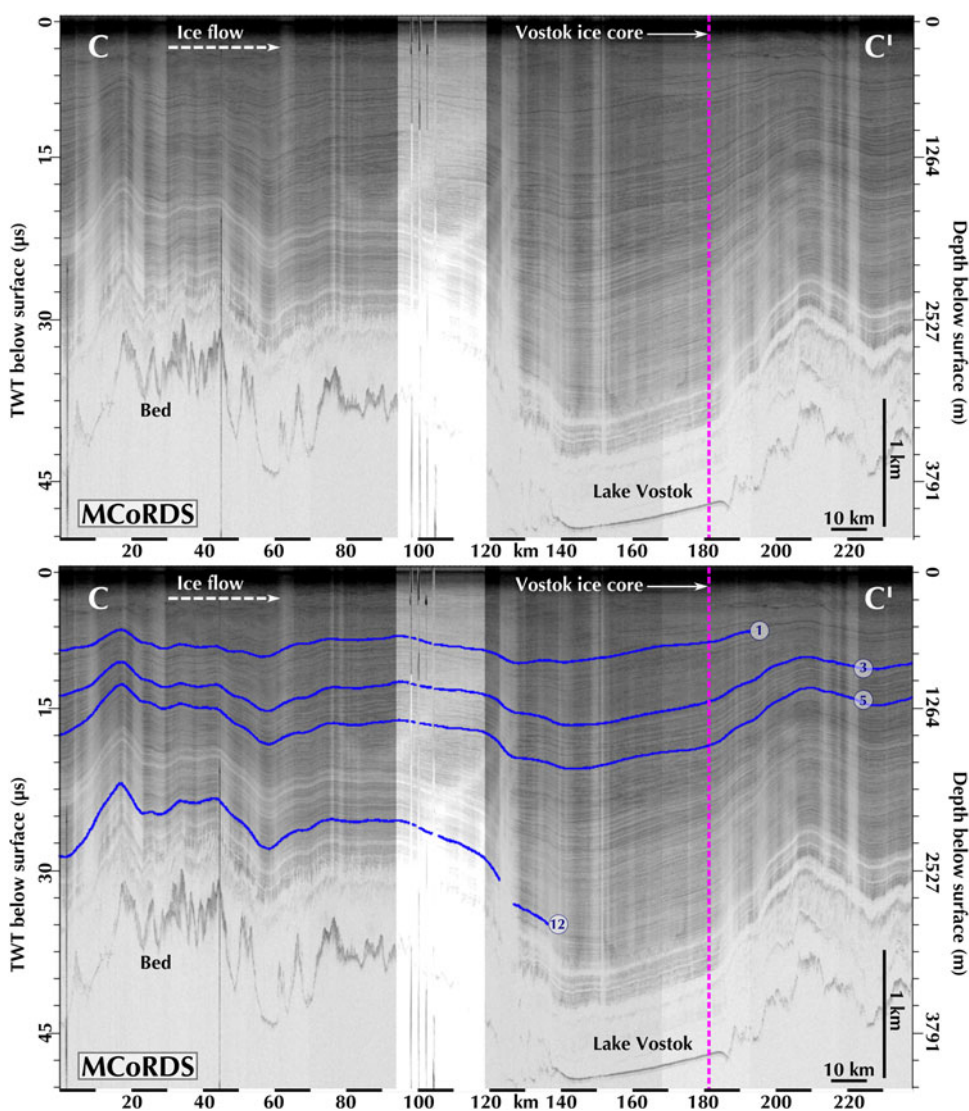 0
C
Ice flow
Vostok ice core
C'
0
15
1264
TWT below surface (µs)
Depth below surface (m)
30
2527
Bed
1 km
45
Lake Vostok
3791
MCoRDS
10 km
20 40 60 80 100 120 km 140 160 180 200 220
0
C
Ice flow
Vostok ice core
C'
0
1
3
5
15
1264
TWT below surface (µs)
Depth below surface (m)
30
2527
12
Bed
1 km
45
Lake Vostok
3791
MCoRDS
10 km
20 40 60 80 100 120 km 140 160 180 200 220